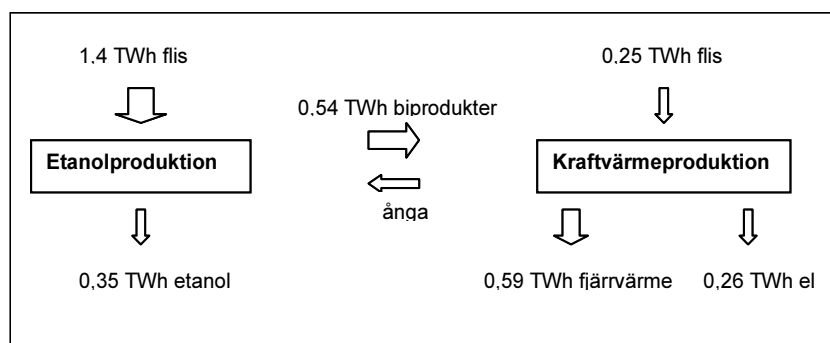 1,4 TWh flis
0,25 TWh flis
0,54 TWh biprodukter
Etanolproduktion
Kraftvärmeproduktion
ånga
0,35 TWh etanol
0,59 TWh fjärrvärme
0,26 TWh el